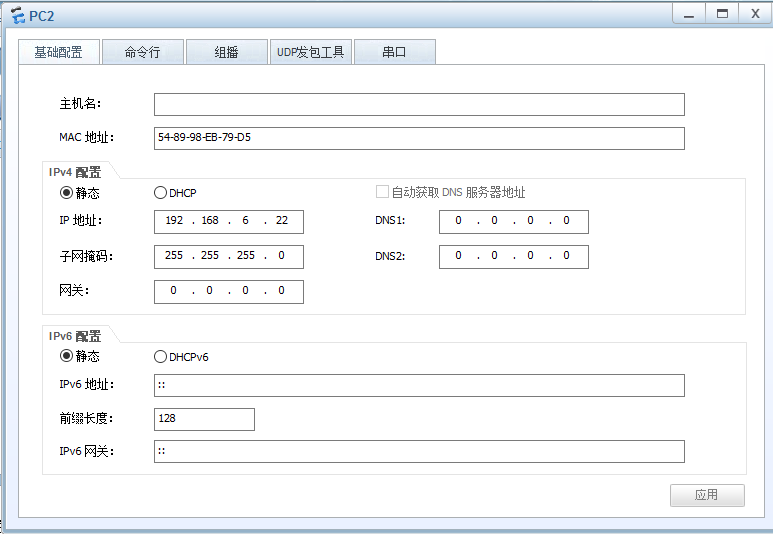 PC2
基础配置 命令行 组播 UDP发包工具 串口
主机名:
MAC 地址: 54-89-98-EB-79-D5
IPv4 配置
静态 DHCP 自动获取 DNS 服务器地址
IP 地址: 192 . 168 . 6 . 22 DNS1: 0 . 0 . 0 . 0
子网掩码: 255 . 255 . 255 . 0 DNS2: 0 . 0 . 0 . 0
网关: 0 . 0 . 0 . 0
IPv6 配置
静态 DHCPv6
IPv6 地址: ::
前缀长度: 128
IPv6 网关: ::
应用